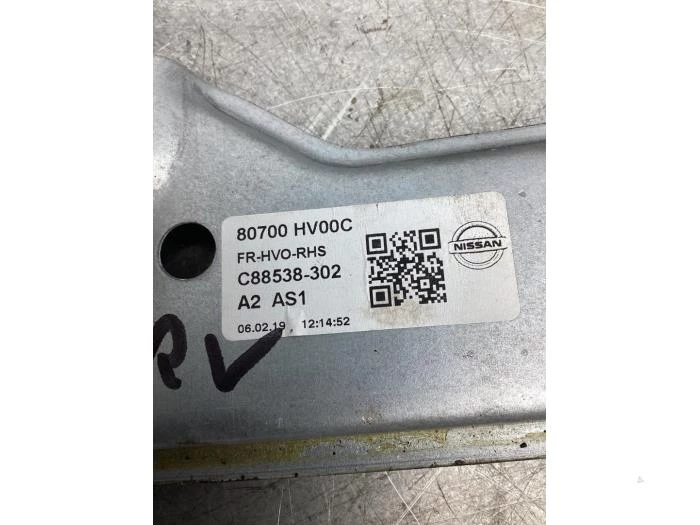 80700 HV00C
FR-HVO-RHS
C88538-302
A2 AS1
06.02.19 12:14:52
NISSAN
RV